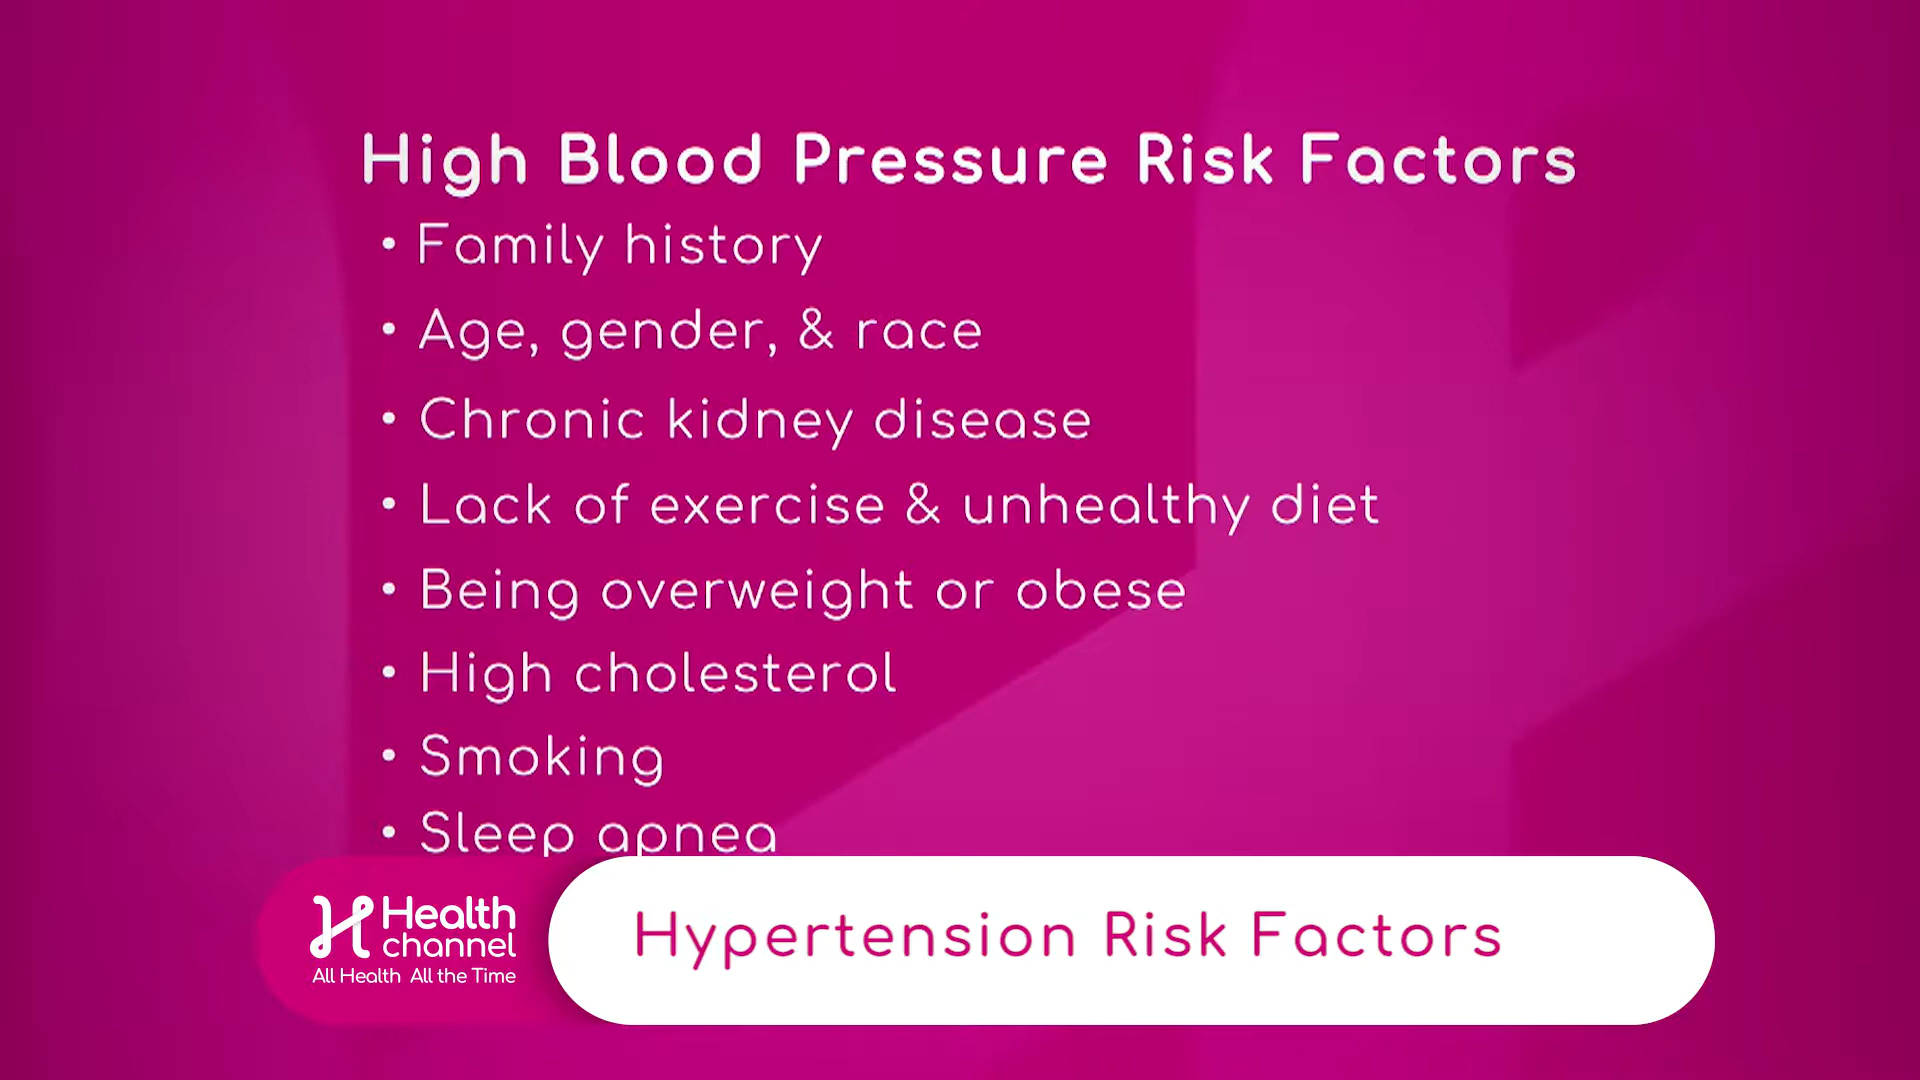 High Blood Pressure Risk Factors
• Family history
• Age, gender, & race
• Chronic kidney disease
• Lack of exercise & unhealthy diet
• Being overweight or obese
• High cholesterol
• Smoking
• Sleep apnea
Health
channel
All Health All the Time
Hypertension Risk Factors